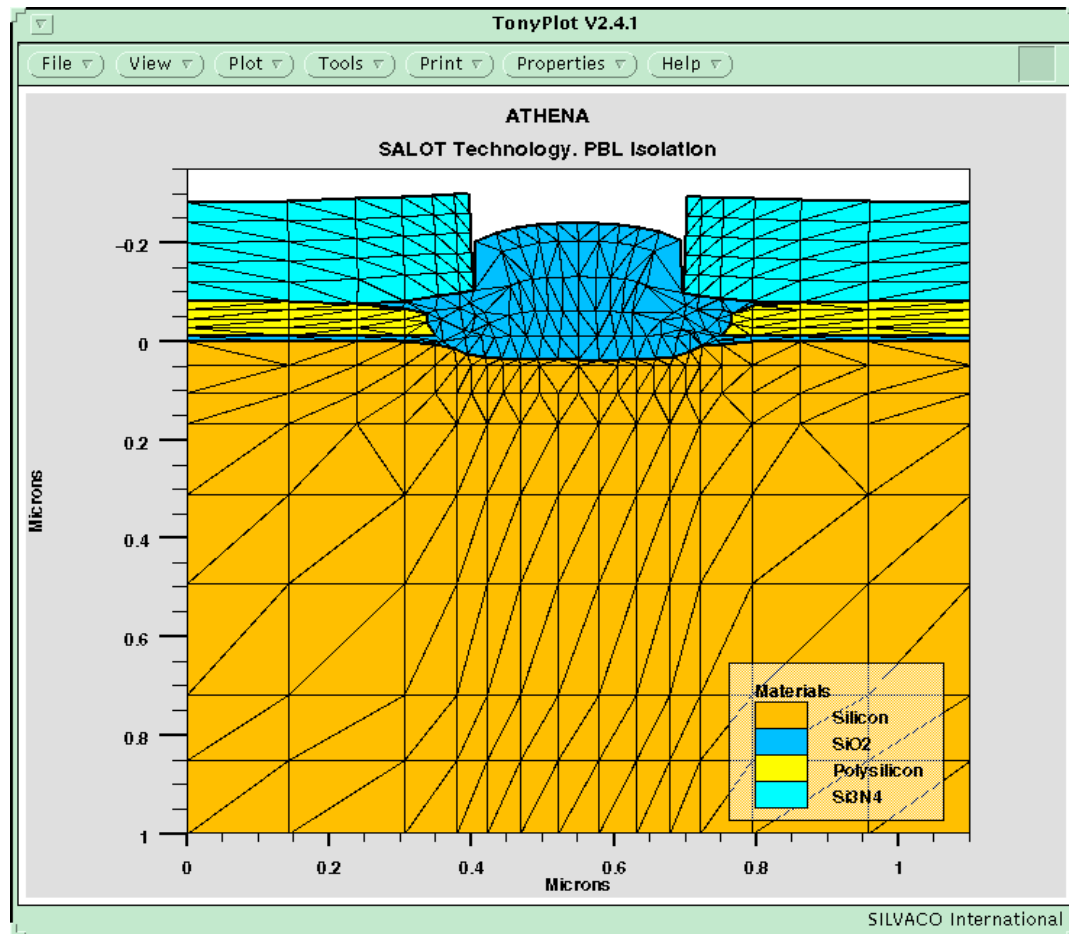 TonyPlot V2.4.1
File View Plot Tools Print Properties Help
ATHENA
SALOT Technology. PBL Isolation
-0.2
0
0.2
0.4
0.6
0.8
1
Microns
Materials
Silicon
SiO2
Polysilicon
Si3N4
0 0.2 0.4 0.6 0.8 1
Microns
SILVACO International